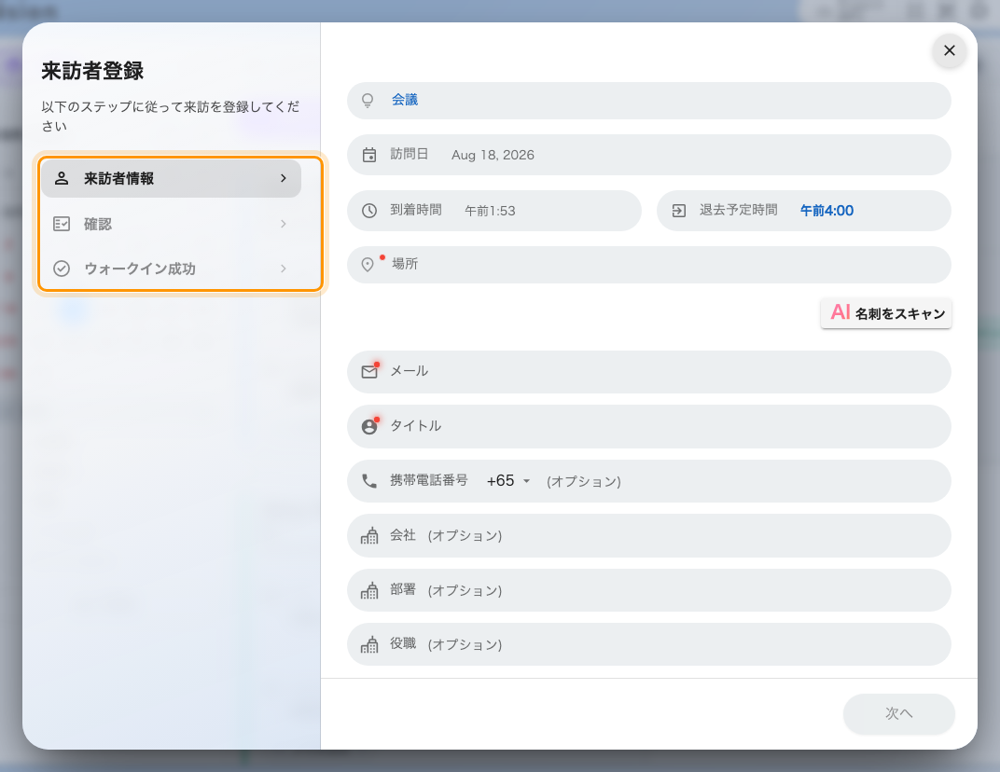 来訪者登録
以下のステップに従って来訪を登録してくだ
さい
来訪者情報
確認
ウォークイン成功
会議
訪問日 Aug 18, 2026
到着時間 午前1:53
退去予定時間 午前4:00
場所
AI 名刺をスキャン
メール
タイトル
携帯電話番号 +65 (オプション)
会社 (オプション)
部署 (オプション)
役職 (オプション)
次へ